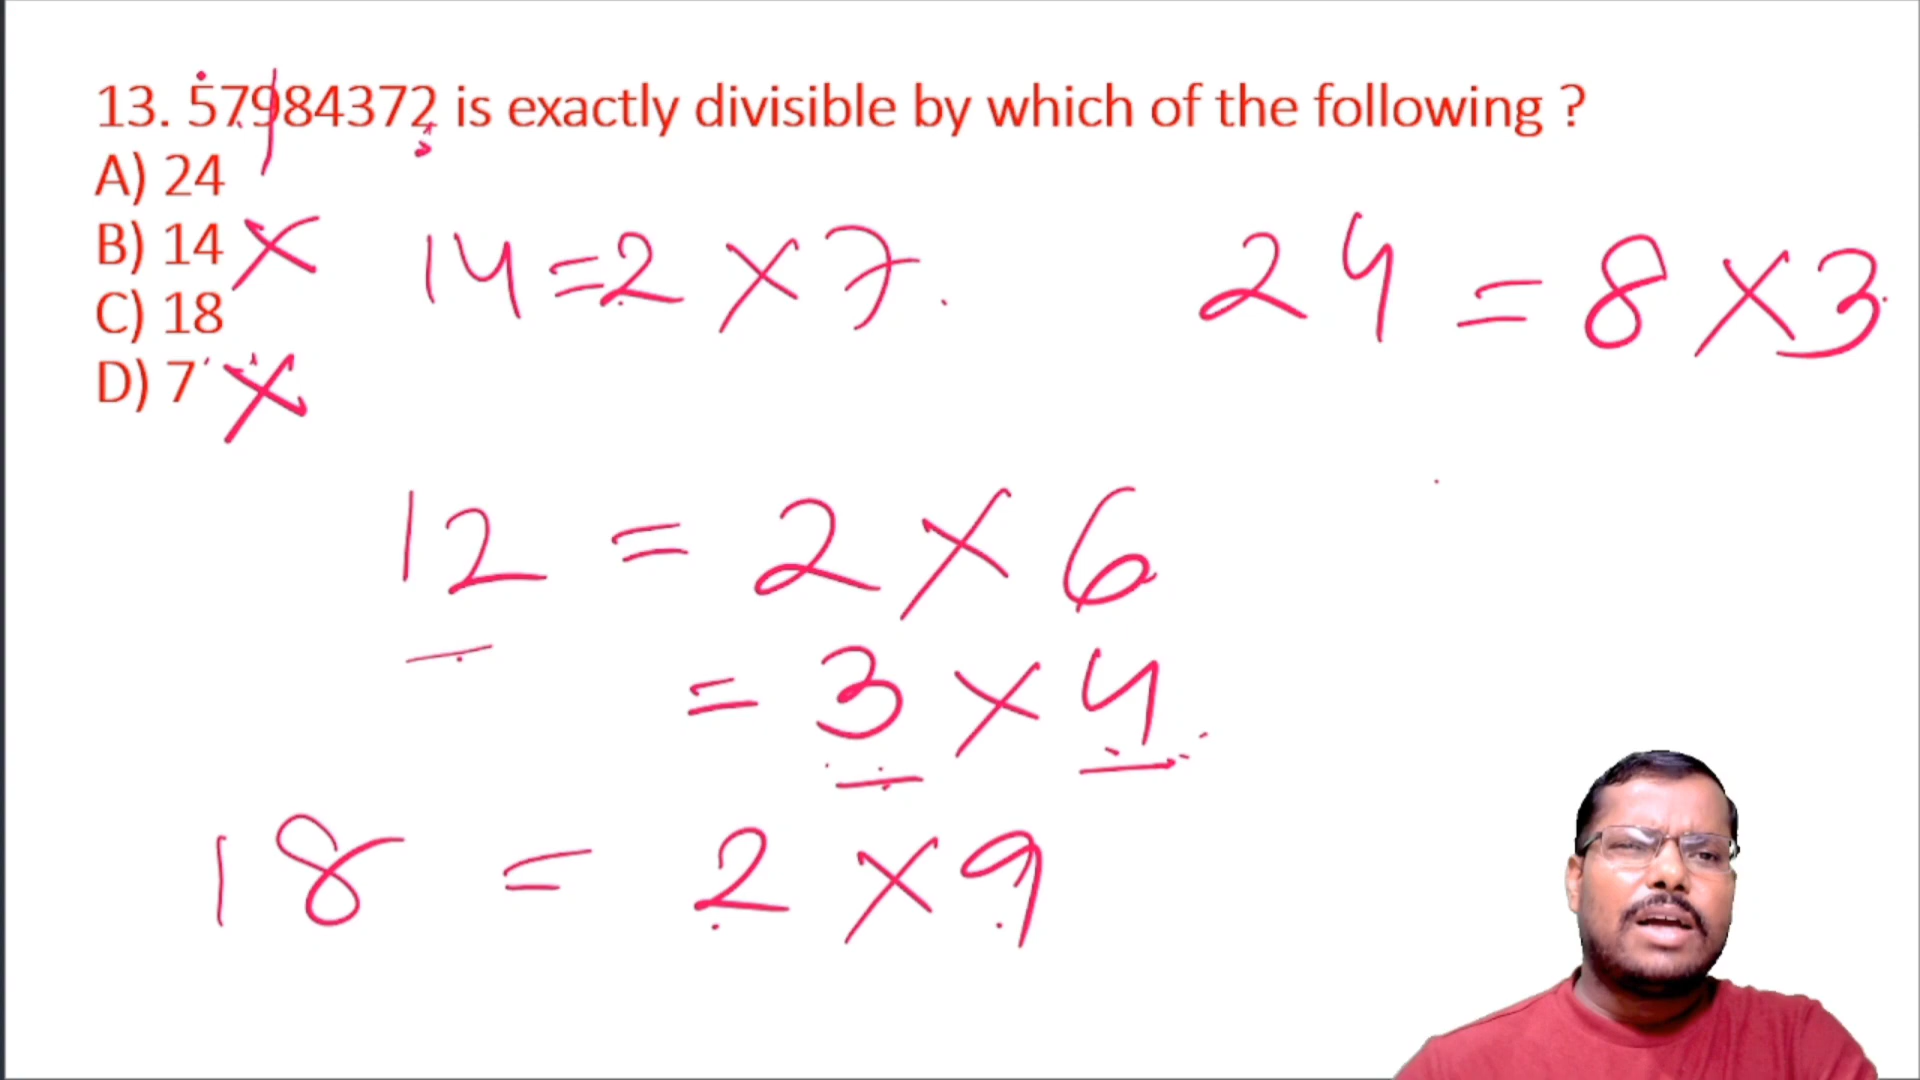 13. 57984372 is exactly divisible by which of the following ?
A) 24
B) 14 X 14 = 2 X 7 24 = 8 X 3
C) 18
D) 7 X
12 = 2 X 6
= 3 X 4
18 = 2 X 9